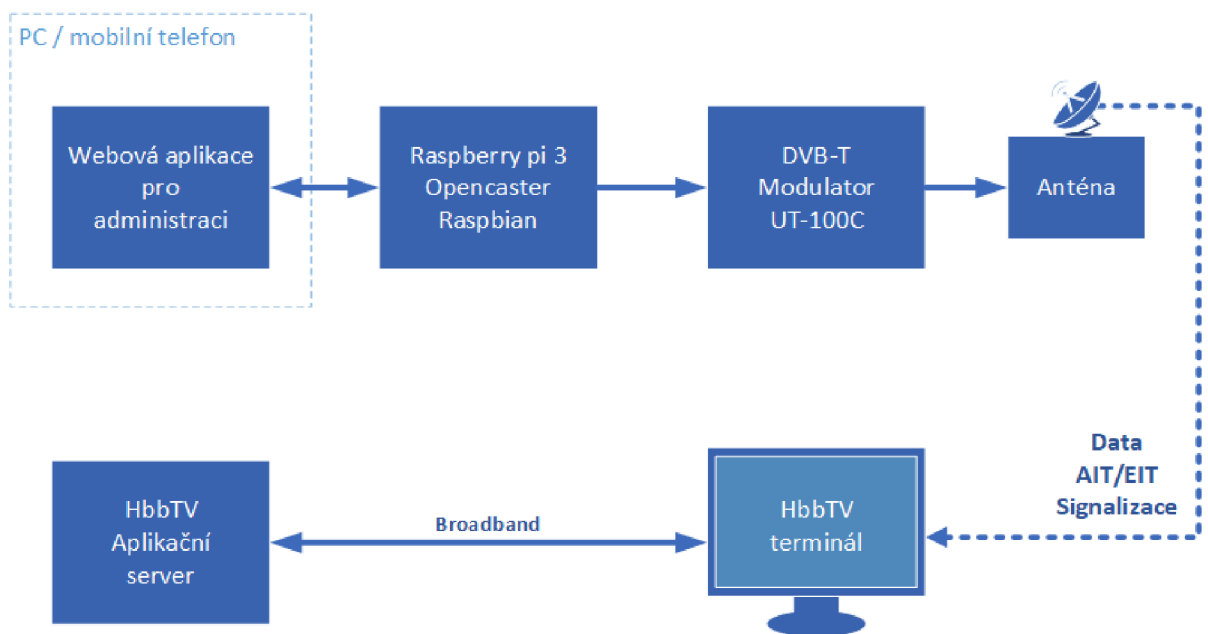 PC / mobilní telefon
Webová aplikace
pro
administraci
Raspberry pi 3
Opencaster
Raspbian
DVB-T
Modulator
UT-100C
Anténa
Data
AIT/EIT
Signalizace
HbbTV
Aplikační
server
Broadband
HbbTV
terminál